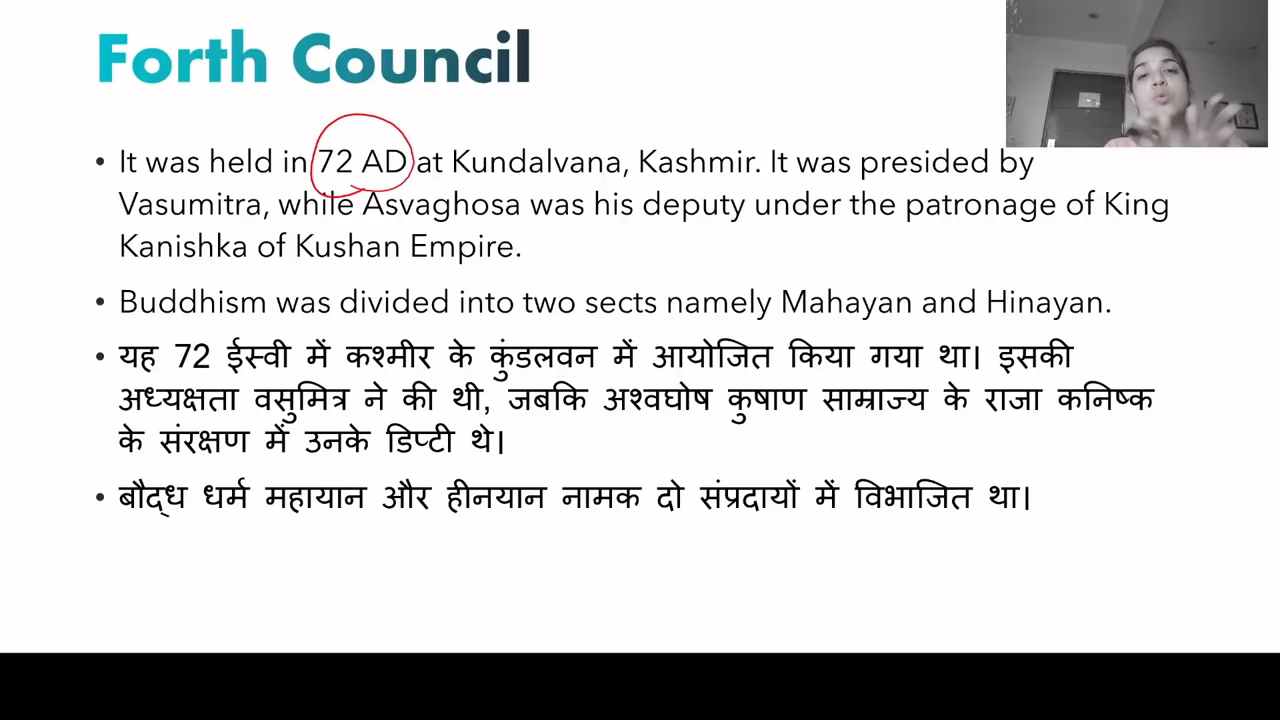 Forth Council
• It was held in 72 AD at Kundalvana, Kashmir. It was presided by
Vasumitra, while Asvaghosa was his deputy under the patronage of King
Kanishka of Kushan Empire.
• Buddhism was divided into two sects namely Mahayan and Hinayan.
• यह 72 ईस्वी में कश्मीर के कुंडलवन में आयोजित किया गया था। इसकी
अध्यक्षता वसुमित्र ने की थी, जबकि अश्वघोष कुषाण साम्राज्य के राजा कनिष्क
के संरक्षण में उनके डिप्टी थे।
• बौद्ध धर्म महायान और हीनयान नामक दो संप्रदायों में विभाजित था।